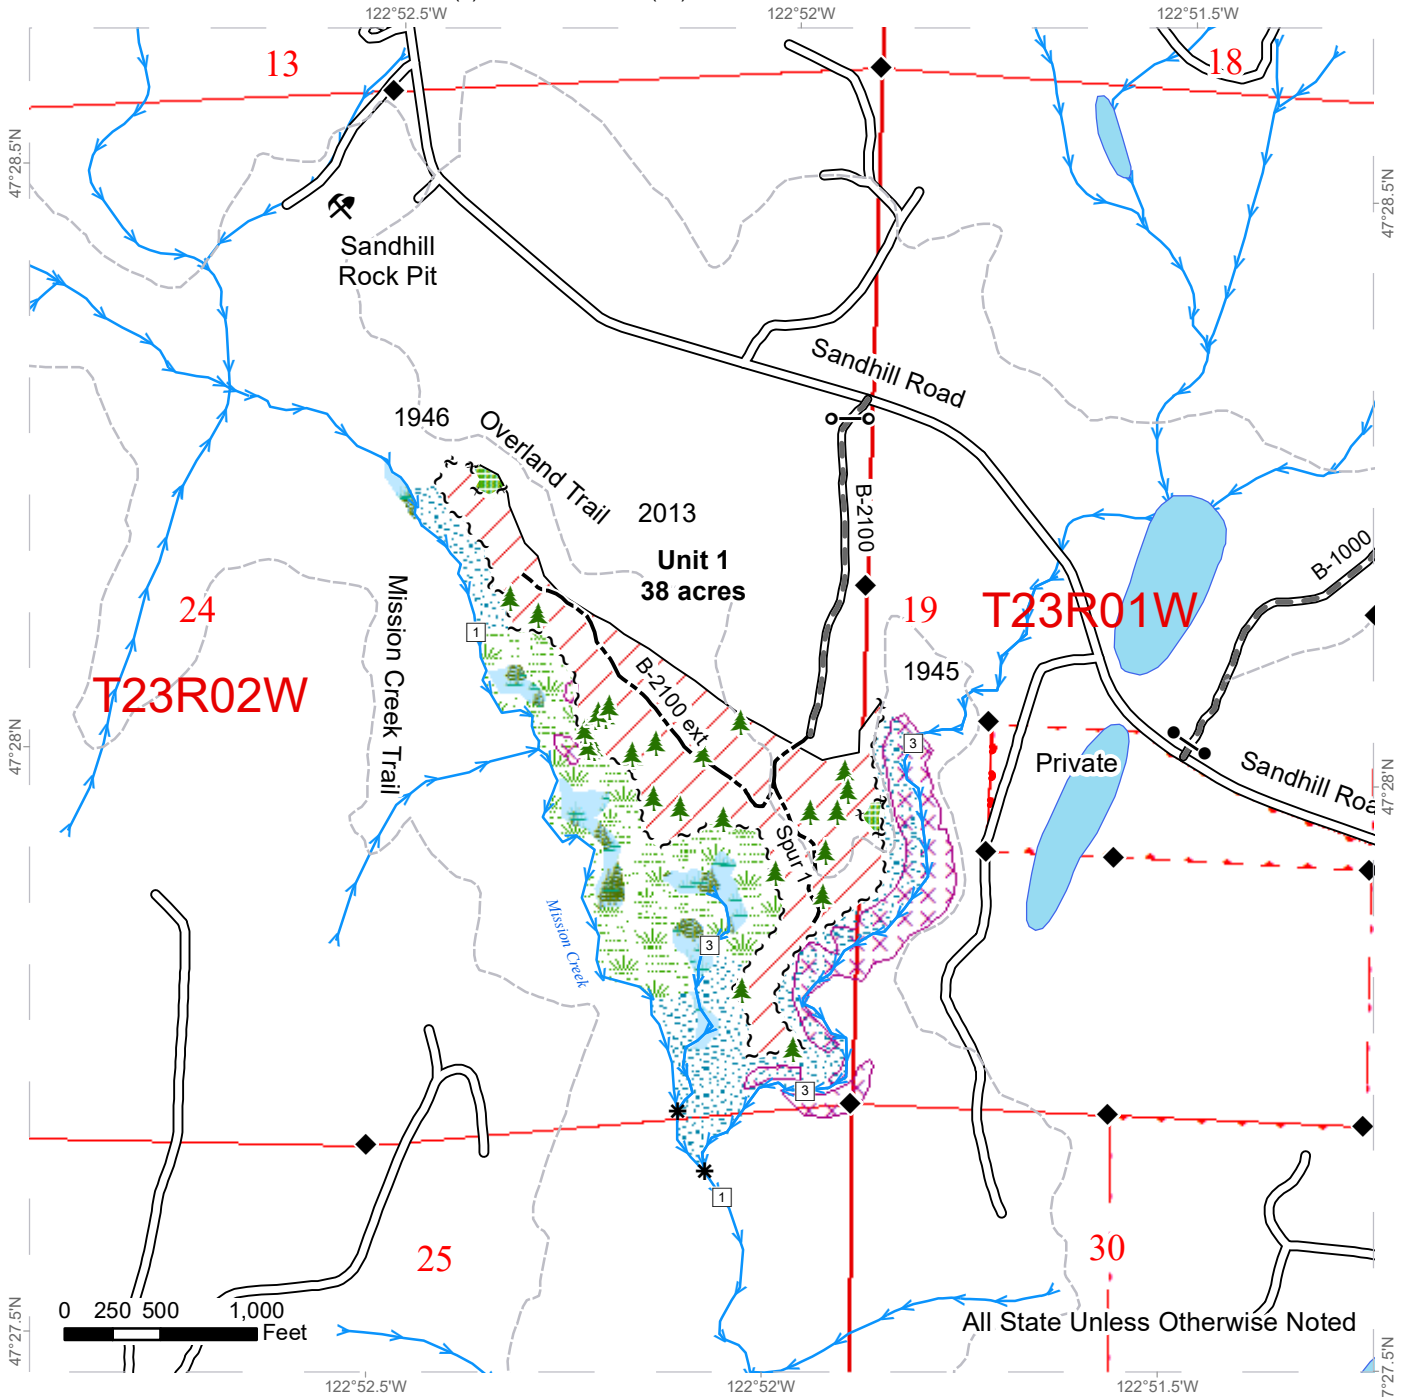 122°52.5'W
122°52'W
122°51.5'W
13
18
47°28.5'N
47°28.5'N
Sandhill
Rock Pit
Sandhill Road
1946
Overland Trail
2013
B-2100
Unit 1
38 acres
B-1000
24
Mission Creek Trail
19
T23R01W
1
T23R02W
B-2100 ext
1945
47°28'N
3
Private
Sandhill Roa
47°28'N
Spur 1
Mission Creek
3
3
1
25
30
0 250 500 1,000
Feet
All State Unless Otherwise Noted
47°27.5'N
7°27.5'N
122°52.5'W
122°52'W
122°51.5'W